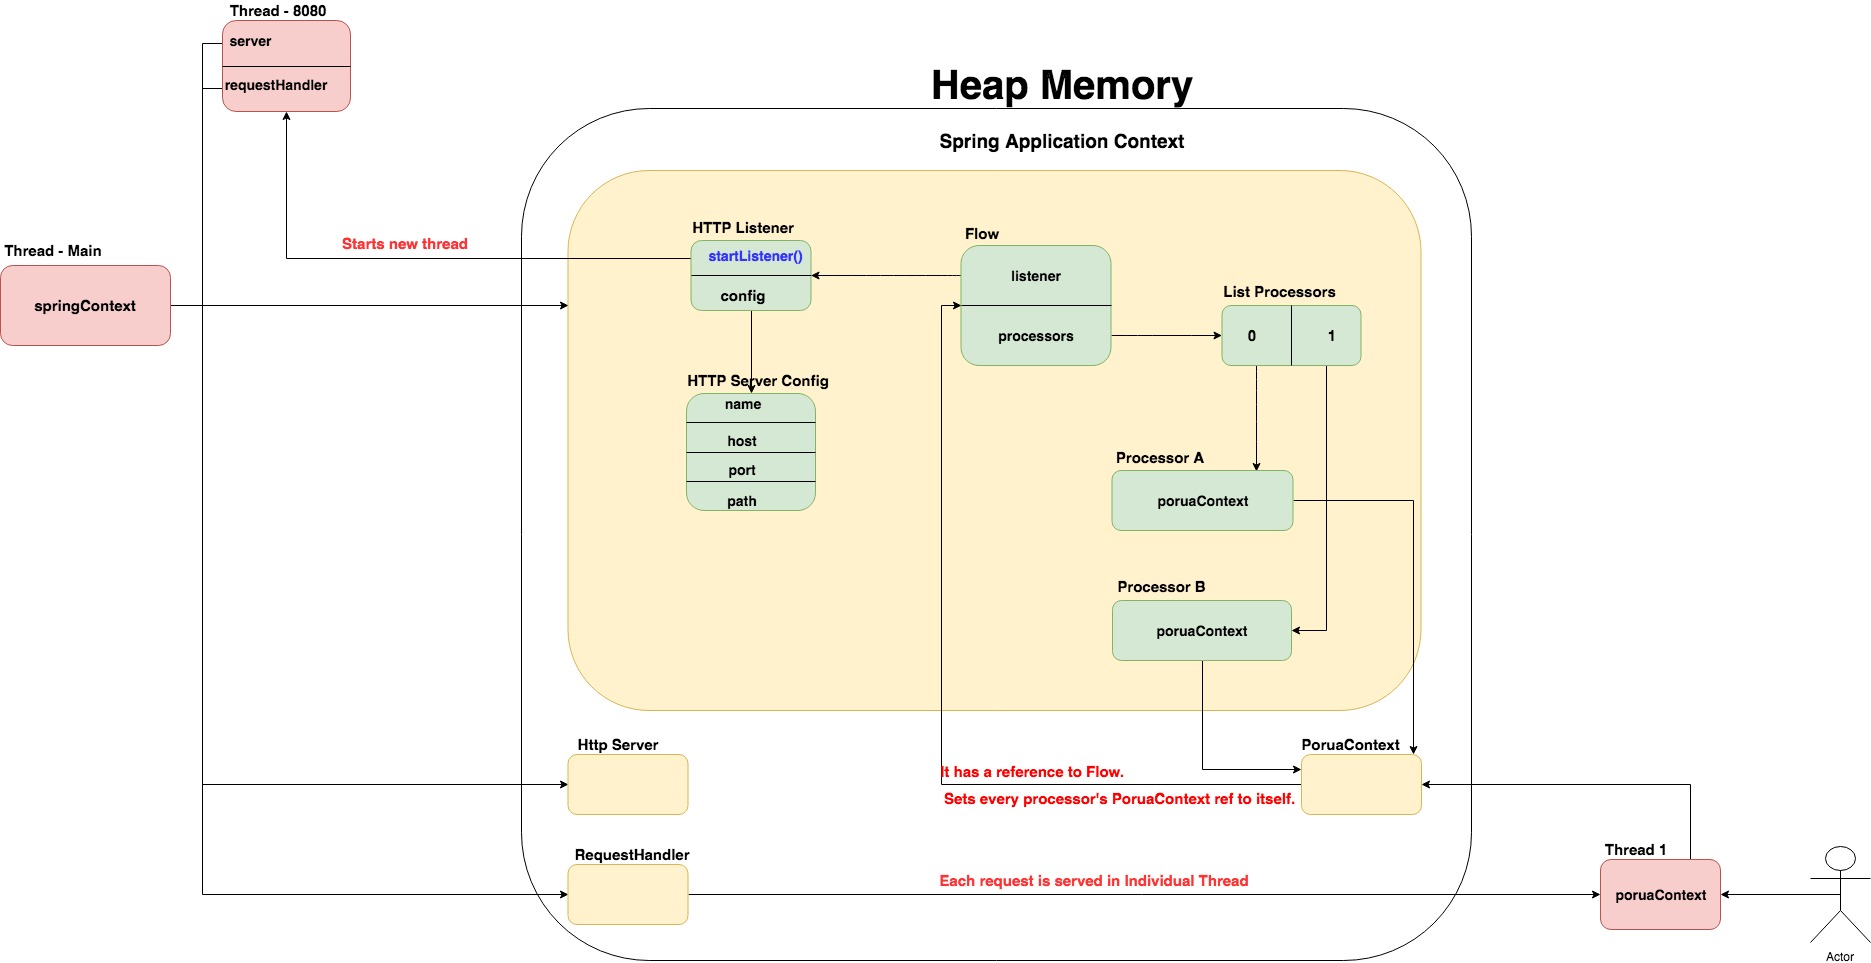 Thread - 8080
server
requestHandler
Heap Memory
Spring Application Context
Thread - Main
springContext
Starts new thread
HTTP Listener
startListener()
config
Flow
listener
processors
List Processors
0
1
HTTP Server Config
name
host
port
path
Processor A
poruaContext
Processor B
poruaContext
Http Server
It has a reference to Flow.
Sets every processor's PoruaContext ref to itself.
PoruaContext
RequestHandler
Each request is served in Individual Thread
Thread 1
poruaContext
Actor